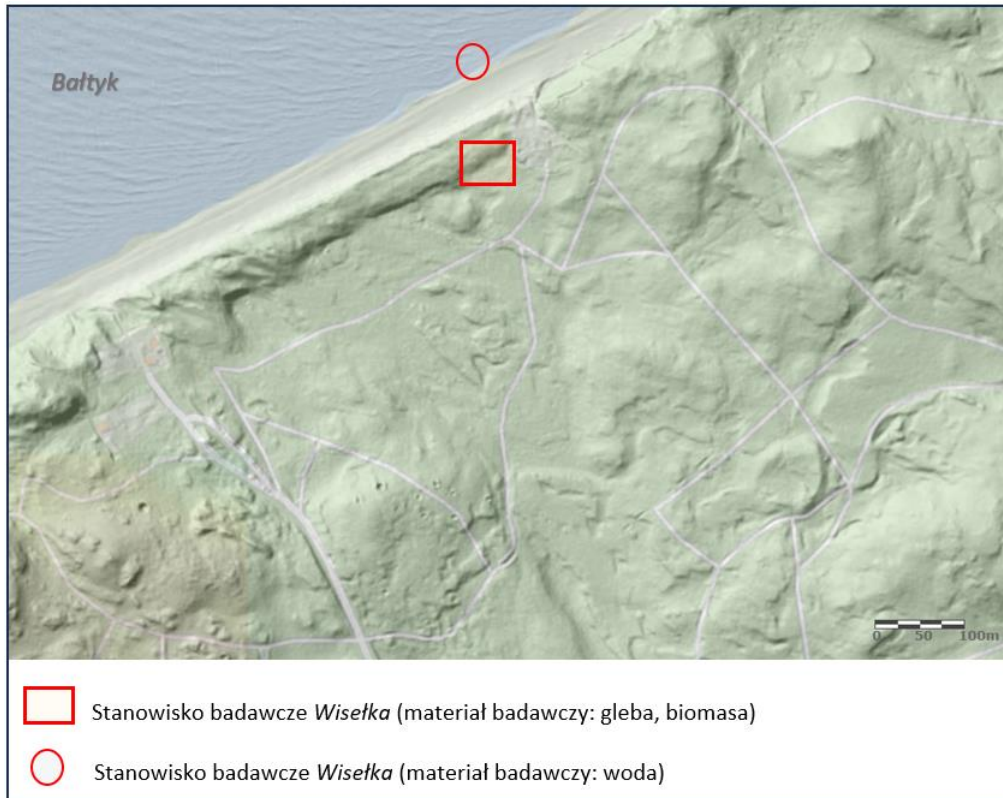 Bałtyk
0 50 100m
Stanowisko badawcze Wisełka (materiał badawczy: gleba, biomasa)
Stanowisko badawcze Wisełka (materiał badawczy: woda)